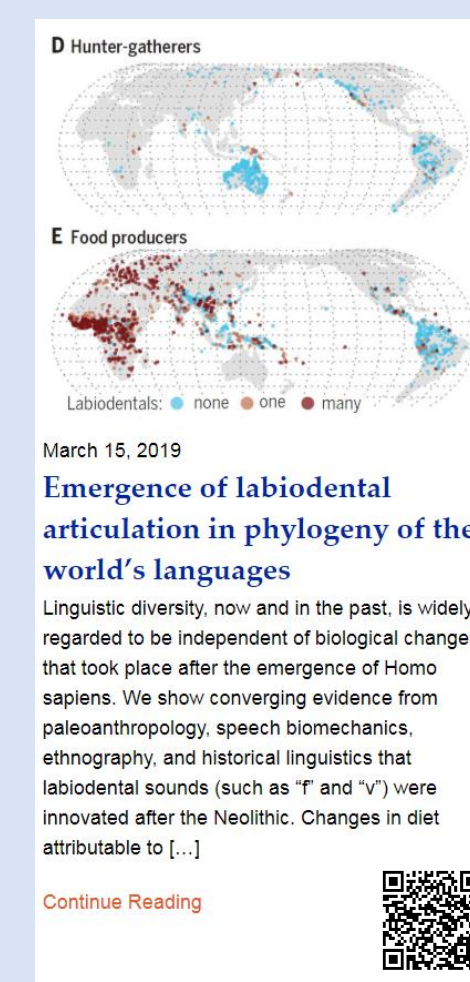 D Hunter-gatherers
E Food producers
Labiodentals: none one many
March 15, 2019
Emergence of labiodental
articulation in phylogeny of the
world's languages
Linguistic diversity, now and in the past, is widely
regarded to be independent of biological change
that took place after the emergence of Homo
sapiens. We show converging evidence from
paleoanthropology, speech biomechanics,
ethnography, and historical linguistics that
labiodental sounds (such as “f” and “v”) were
innovated after the Neolithic. Changes in diet
attributable to […]
Continue Reading